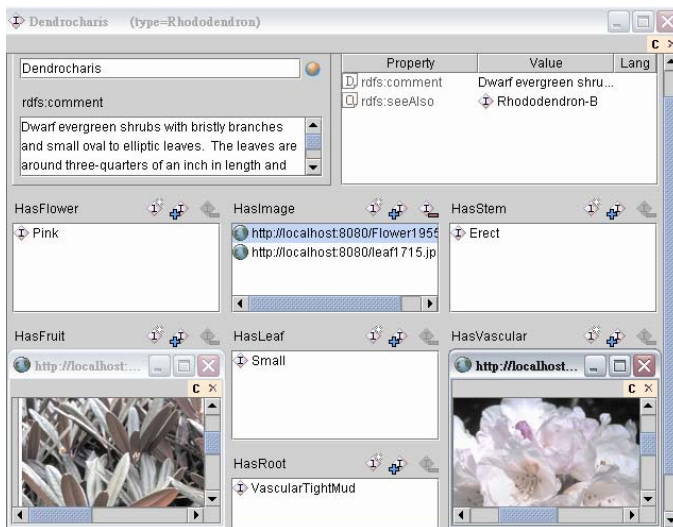 Dendrocharis (type=Rhododendron)
C ×
Dendrocharis
rdfs:comment
Dwarf evergreen shrubs with bristly branches
and small oval to elliptic leaves. The leaves are
around three-quarters of an inch in length and
Property Value Lang
D rdfs:comment Dwarf evergreen shru...
O rdfs:seeAlso I Rhododendron-B
HasFlower
I Pink
HasImage
http://localhost:8080/Flower1955
http://localhost:8080/leaf1715.jp
HasStem
I Erect
HasFruit
http://localhost:...
C ×
HasLeaf
I Small
HasVascular
http://localhost...
C ×
HasRoot
I VascularTightMud